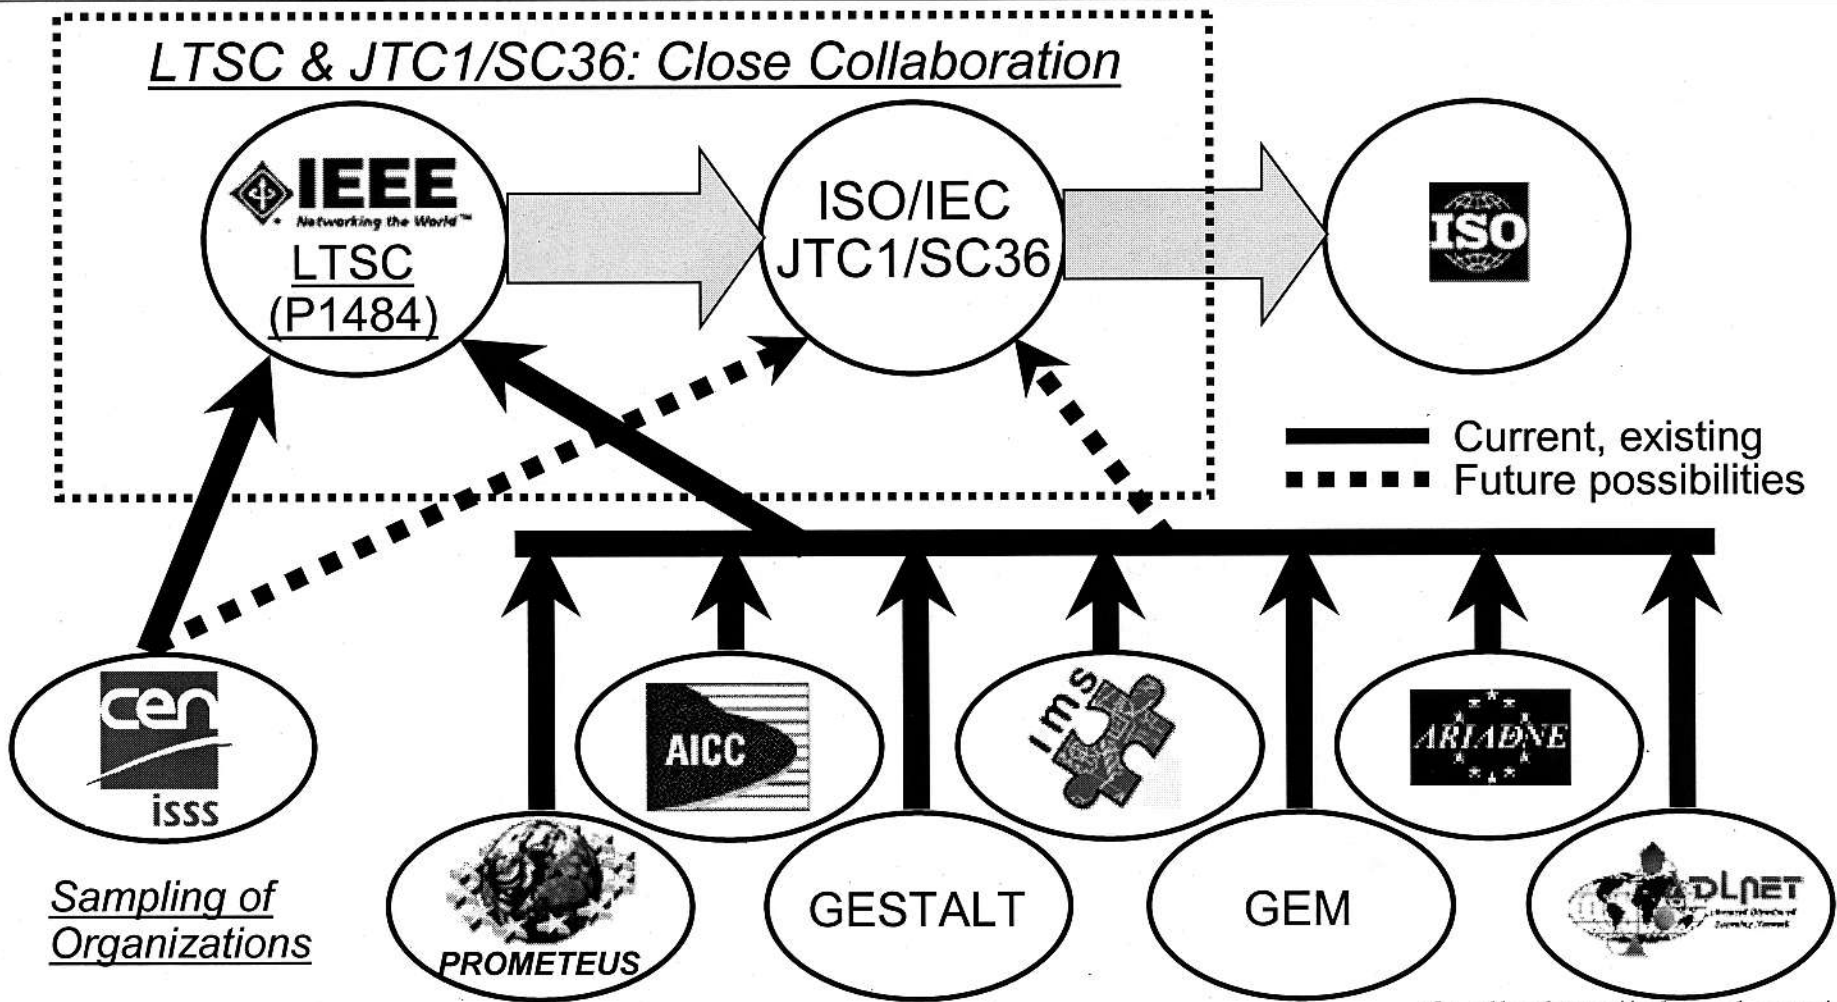 LTSC & JTC1/SC36: Close Collaboration
IEEE
Networking the World™
LTSC
(P1484)
ISO/IEC
JTC1/SC36
ISO
Current, existing
Future possibilities
cen
isss
AICC
ims
ARIADNE
PROMETEUS
GESTALT
GEM
ADLNET
Sampling of
Organizations